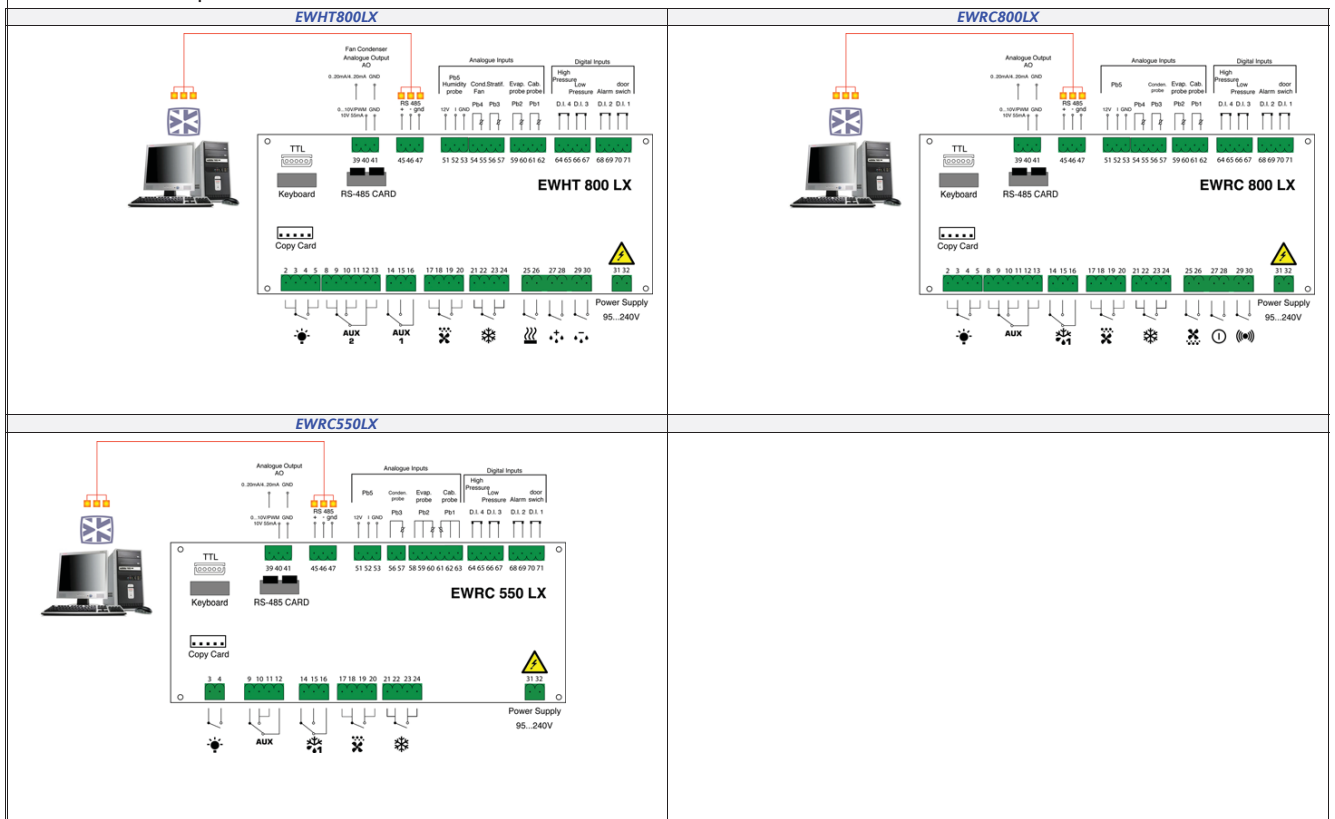 EWHT800LX
Fan Condenser
Analogue Output
AO
0..20mA/4..20mA GND
0...10V/PWM GND
10V 55mA
RS 485
+ - gnd
Analogue Inputs
Pb5
Humidity
probe
Cond.
Fan
Stratif.
Evap.
probe
Cab.
probe
12V I GND
Pb4 Pb3 Pb2 Pb1
Digital Inputs
High
Pressure
Low
Pressure
Alarm
door
swich
D.I. 4 D.I. 3 D.I. 2 D.I. 1
TTL
Keyboard
39 40 41
RS-485 CARD
45 46 47
51 52 53 54 55 56 57
59 60 61 62
64 65 66 67
68 69 70 71
EWHT 800 LX
Copy Card
2 3 4 5 8 9 10 11 12 13 14 15 16 17 18 19 20 21 22 23 24 25 26 27 28 29 30 31 32
AUX
2
AUX
1
Power Supply
95...240V
EWRC800LX
Analogue Output
AO
0..20mA/4..20mA GND
0...10V/PWM GND
10V 55mA
RS 485
+ - gnd
Analogue Inputs
Pb5
Conden.
probe
Evap.
probe
Cab.
probe
12V I GND
Pb4 Pb3 Pb2 Pb1
Digital Inputs
High
Pressure
Low
Pressure
Alarm
door
swich
D.I. 4 D.I. 3 D.I. 2 D.I. 1
TTL
Keyboard
39 40 41
RS-485 CARD
45 46 47
51 52 53 54 55 56 57
59 60 61 62
64 65 66 67
68 69 70 71
EWRC 800 LX
Copy Card
2 3 4 5 8 9 10 11 12 13 14 15 16 17 18 19 20 21 22 23 24 25 26 27 28 29 30 31 32
AUX
1
Power Supply
95...240V
EWRC550LX
Analogue Output
AO
0..20mA/4..20mA GND
0...10V/PWM GND
10V 55mA
RS 485
+ - gnd
Analogue Inputs
Pb5
Conden.
probe
Evap.
probe
Cab.
probe
12V I GND
Pb3 Pb2 Pb1
Digital Inputs
High
Pressure
Low
Pressure
Alarm
door
swich
D.I. 4 D.I. 3 D.I. 2 D.I. 1
TTL
Keyboard
39 40 41
RS-485 CARD
45 46 47
51 52 53
56 57
58 59 60 61 62 63
64 65 66 67
68 69 70 71
EWRC 550 LX
Copy Card
3 4 9 10 11 12 14 15 16 17 18 19 20 21 22 23 24 31 32
AUX
1
Power Supply
95...240V